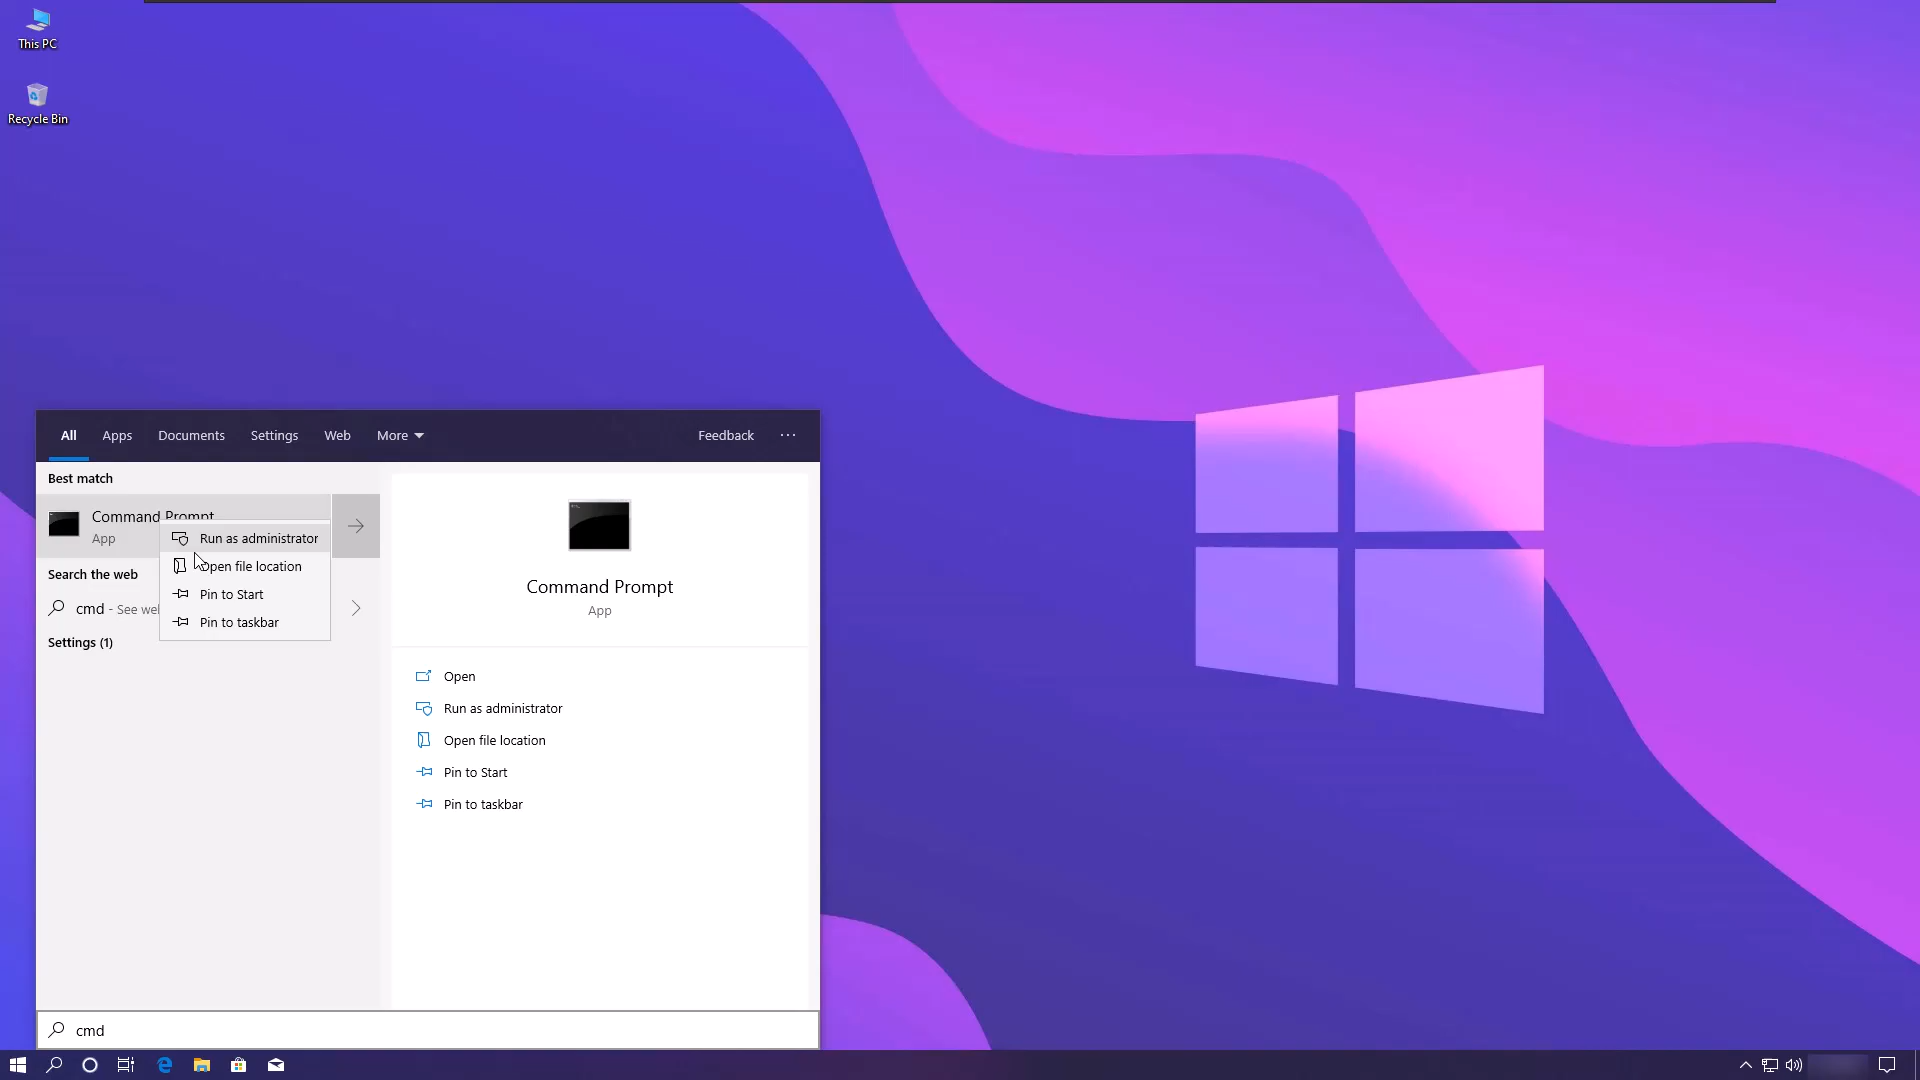 This PC
Recycle Bin
All Apps Documents Settings Web More Feedback ...
Best match
Command Prompt
App
Run as administrator
Open file location
Pin to Start
Pin to taskbar
Search the web
cmd - See
Settings (1)
Command Prompt
App
Open
Run as administrator
Open file location
Pin to Start
Pin to taskbar
cmd